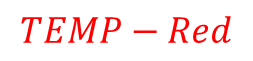 TEMP – Red